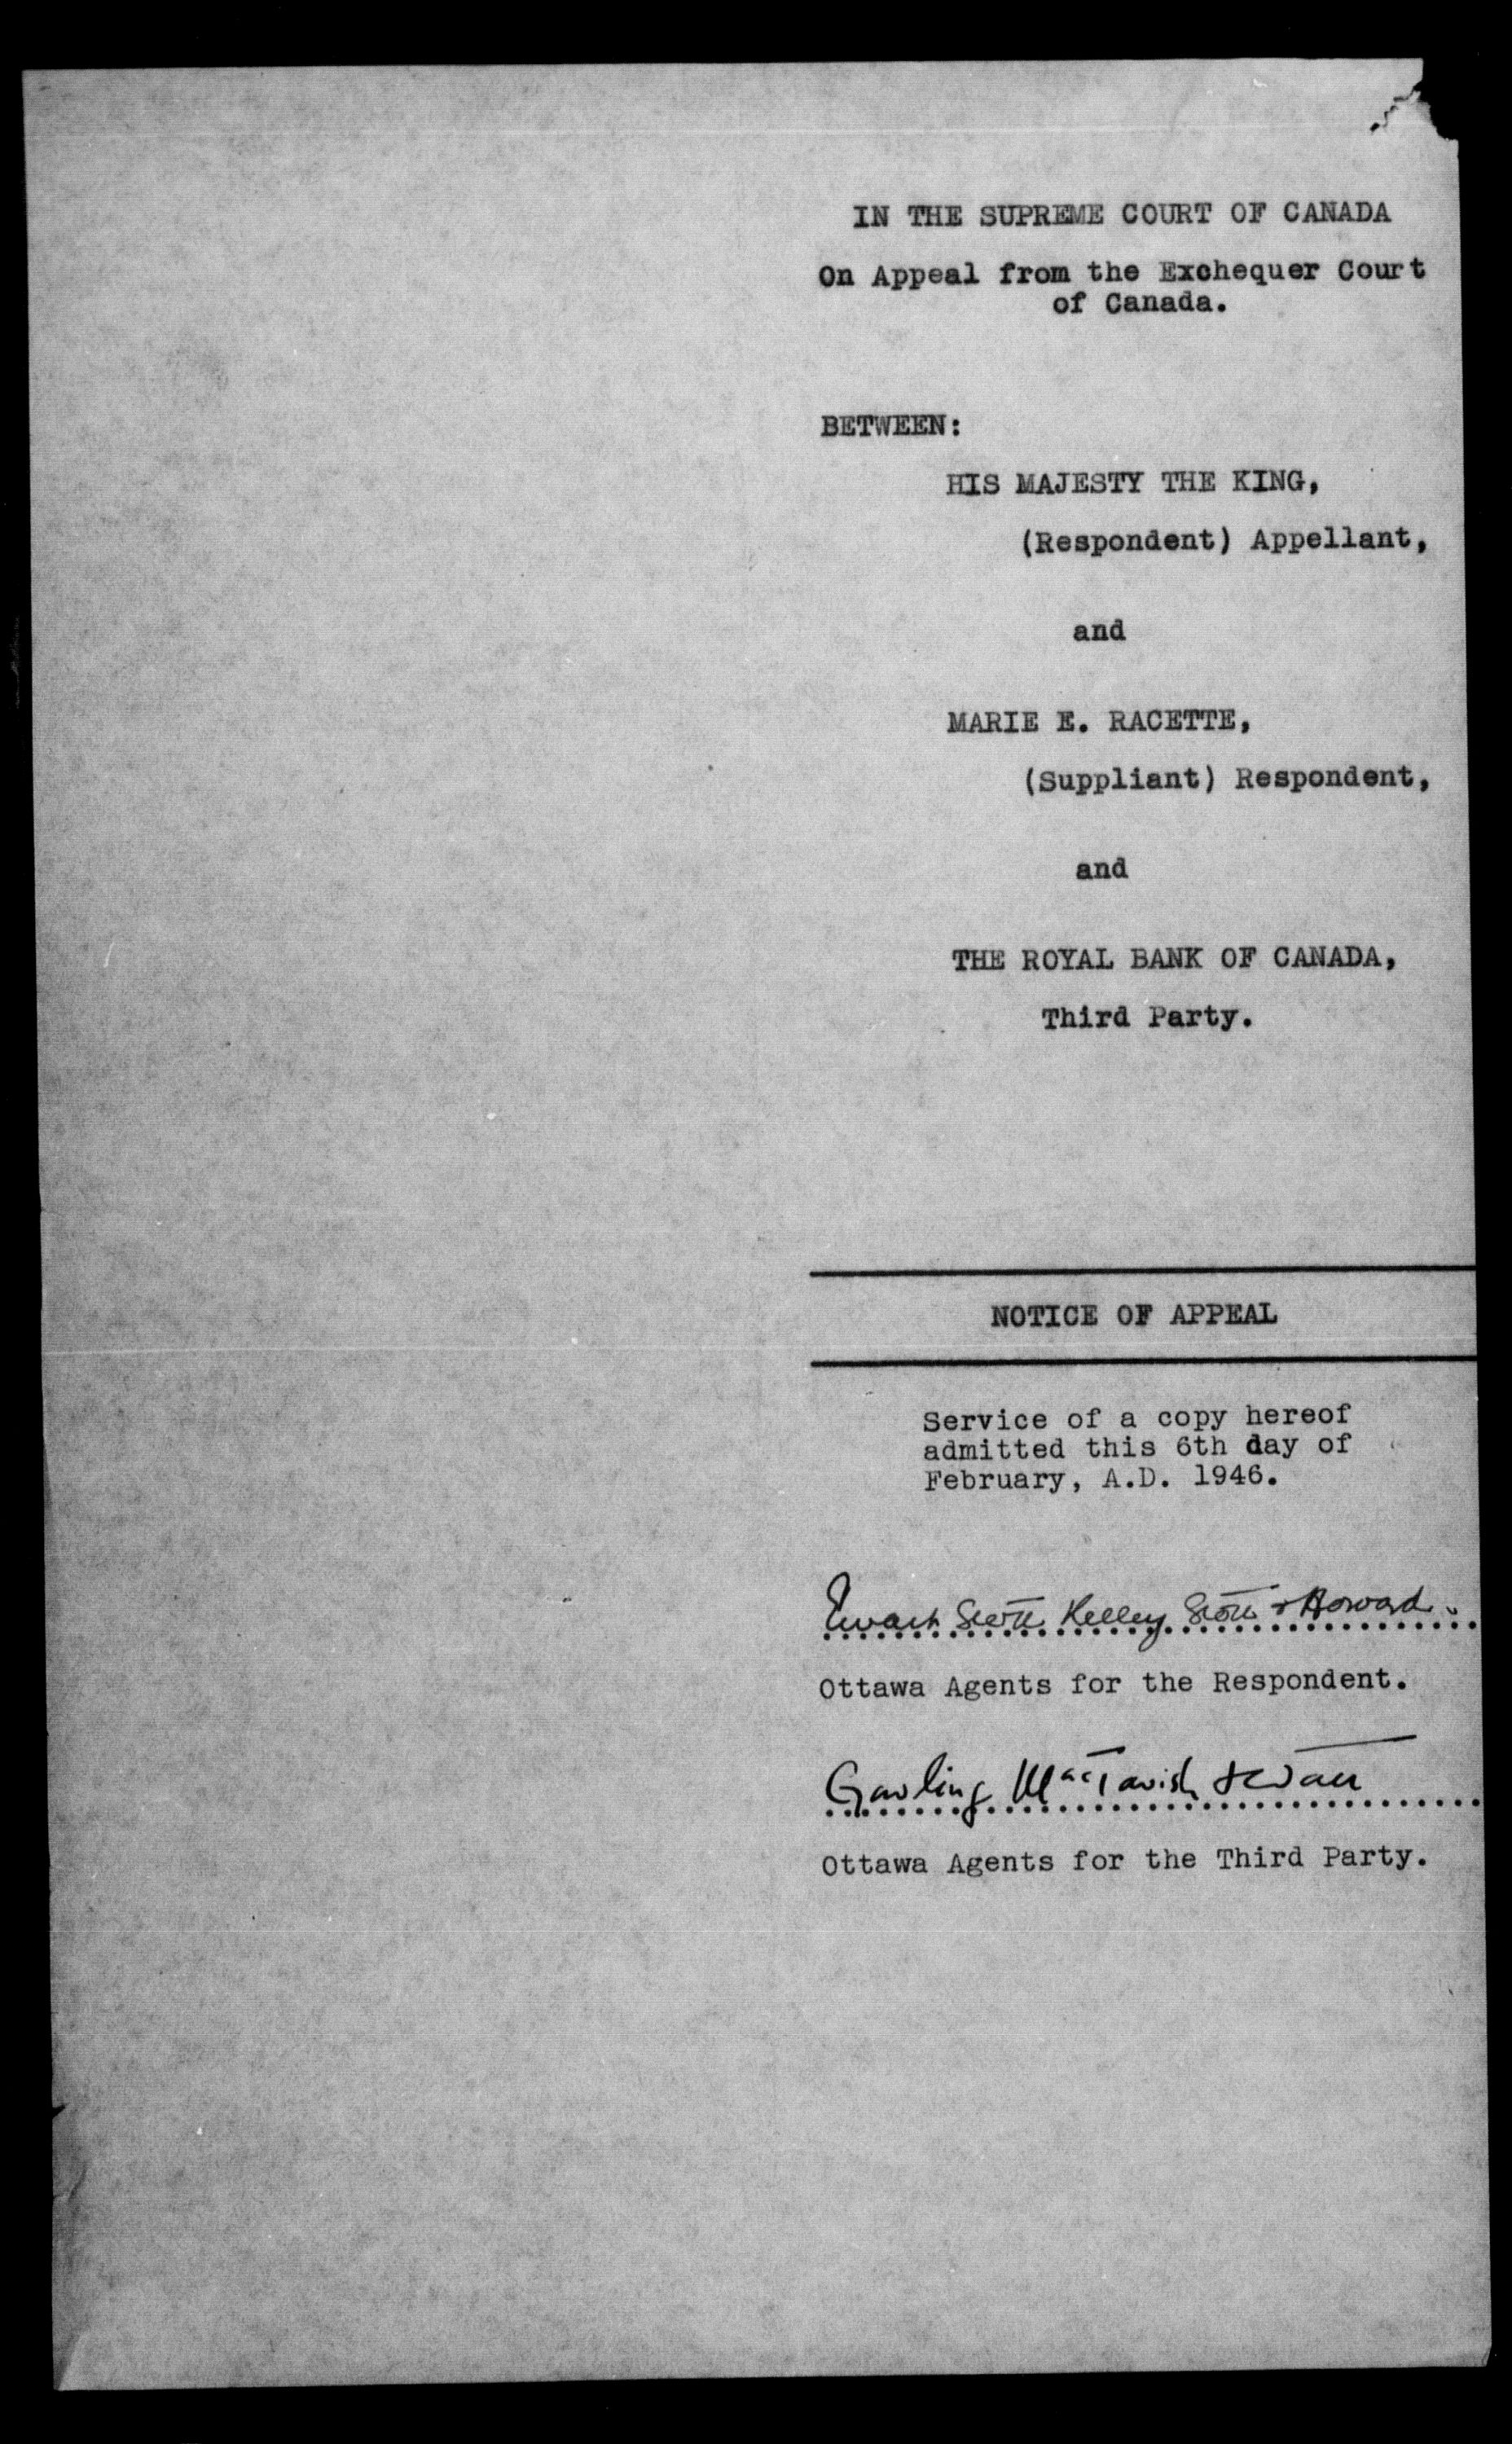 IN THE SUPREME COURT OF CANADA
On Appeal from the Exchequer Court
of Canada.
BETWEEN:
HIS MAJESTY THE KING,
(Respondent) Appellant,
and
MARIE E. RACETTE,
(Suppliant) Respondent,
and
THE ROYAL BANK OF CANADA,
Third Party.
NOTICE OF APPEAL
Service of a copy hereof
admitted this 6th day of
February, A.D. 1946.
Ewart Scott Kelley Scott & Howard
Ottawa Agents for the Respondent.
Gowling MacTavish & Watt
Ottawa Agents for the Third Party.